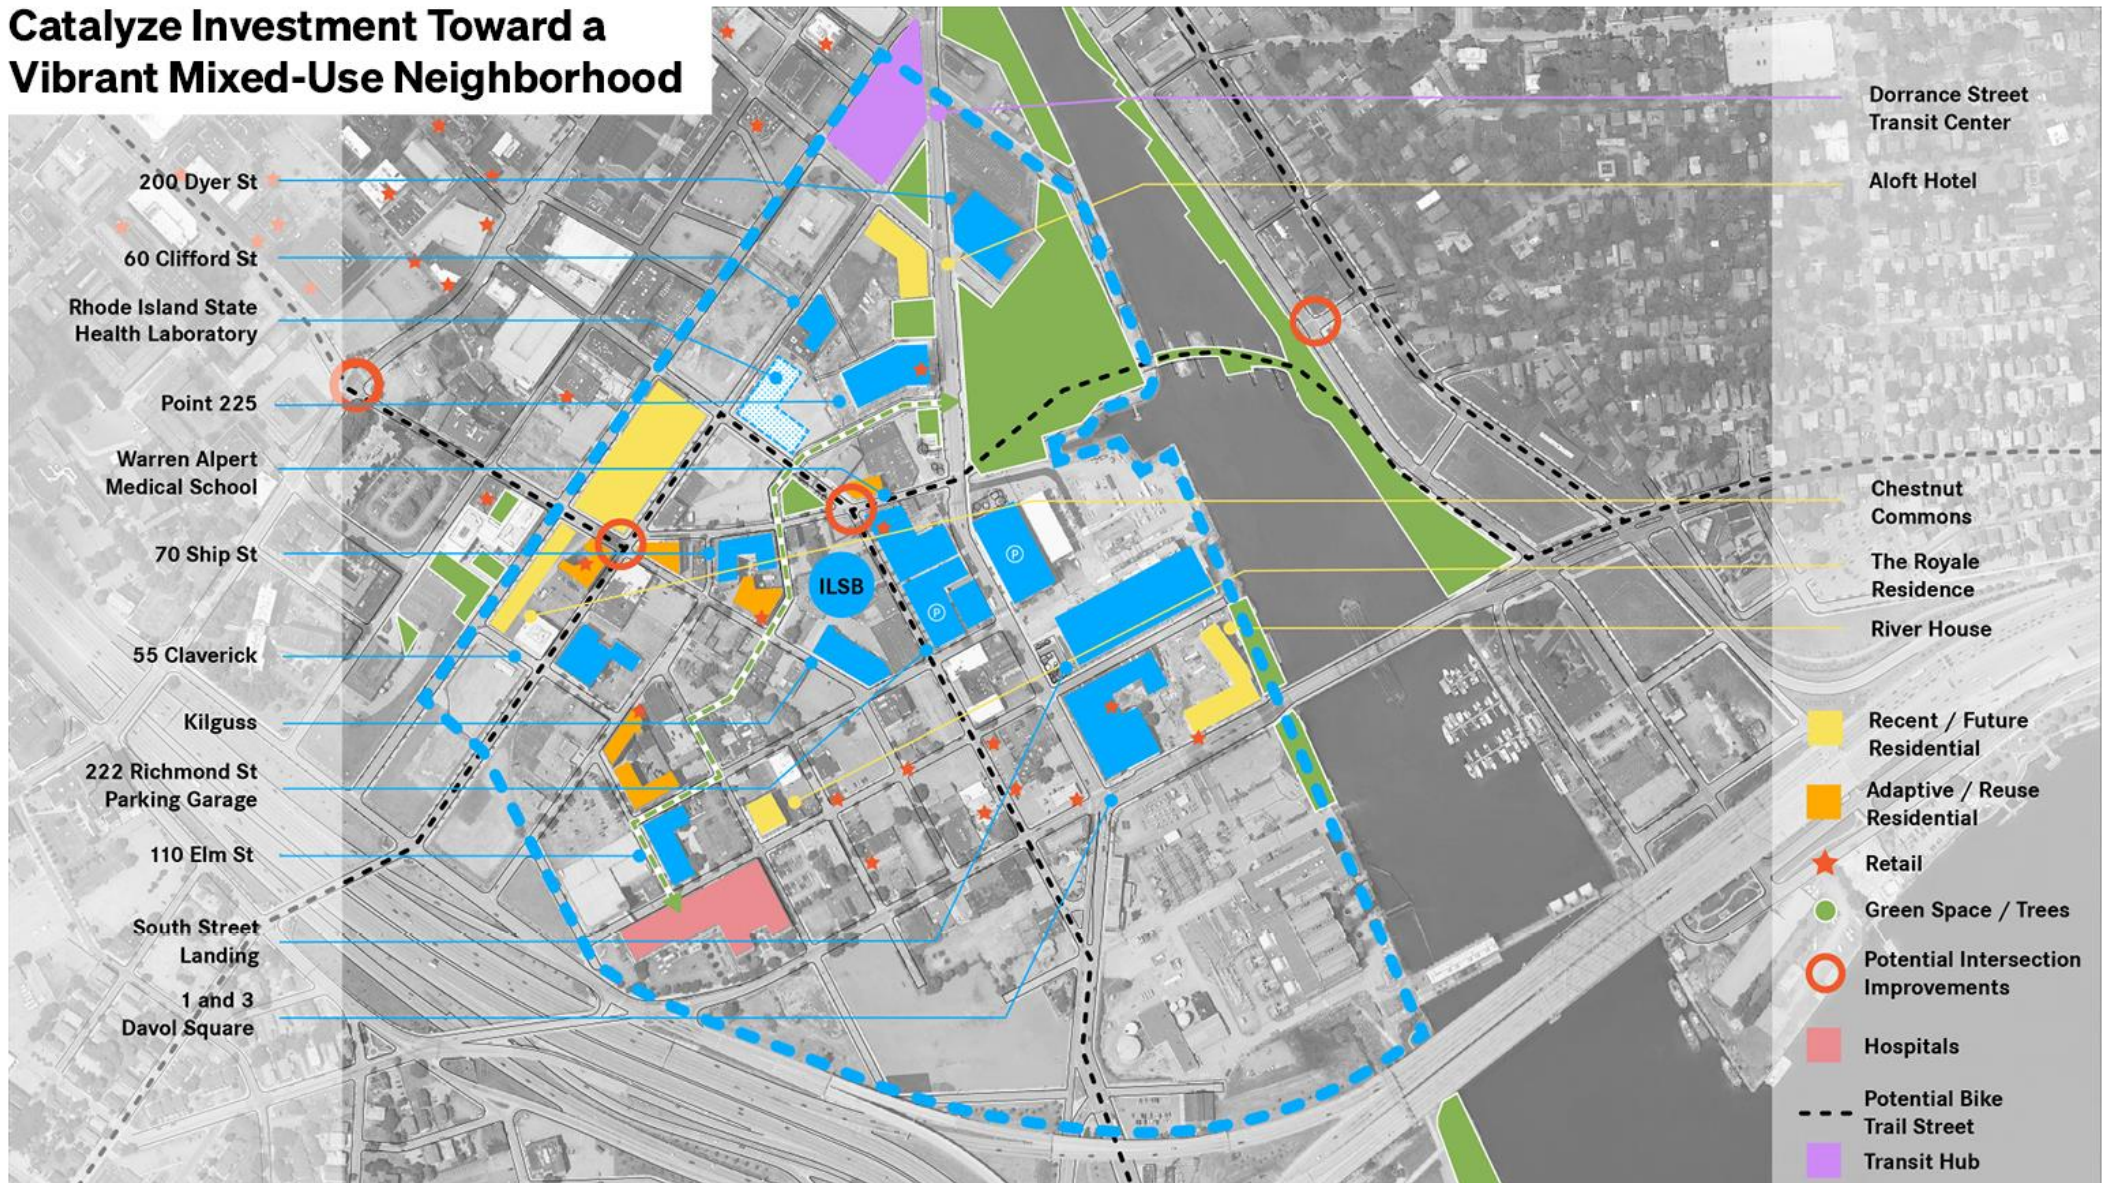 Catalyze Investment Toward a
Vibrant Mixed-Use Neighborhood
200 Dyer St
60 Clifford St
Rhode Island State
Health Laboratory
Point 225
Warren Alpert
Medical School
70 Ship St
55 Claverick
Kilguss
222 Richmond St
Parking Garage
110 Elm St
South Street
Landing
1 and 3
Davol Square
ILSB
P
P
Dorrance Street
Transit Center
Aloft Hotel
Chestnut
Commons
The Royale
Residence
River House
Recent / Future
Residential
Adaptive / Reuse
Residential
Retail
Green Space / Trees
Potential Intersection
Improvements
Hospitals
Potential Bike
Trail Street
Transit Hub